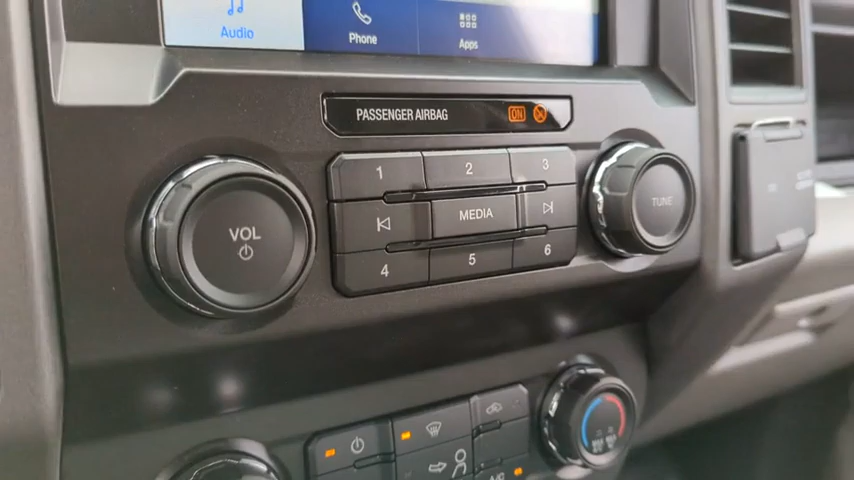 Audio
Phone
Apps
PASSENGER AIRBAG ON
1 2 3
VOL
MEDIA
TUNE
4 5 6
A/C